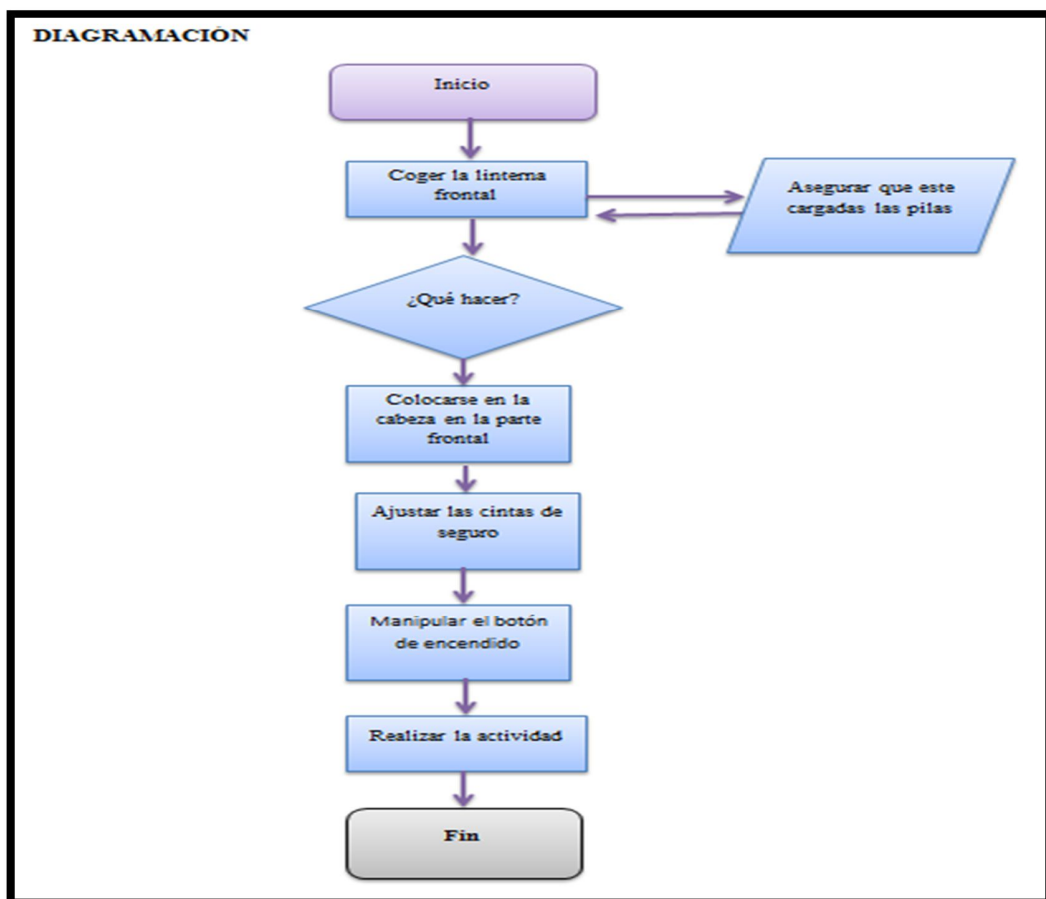 DIAGRAMACIÓN
Inicio
Coger la linterna
frontal
Asegurar que este
cargadas las pilas
¿Qué hacer?
Colocarse en la
cabeza en la parte
frontal
Ajustar las cintas de
seguro
Manipular el botón
de encendido
Realizar la actividad
Fin